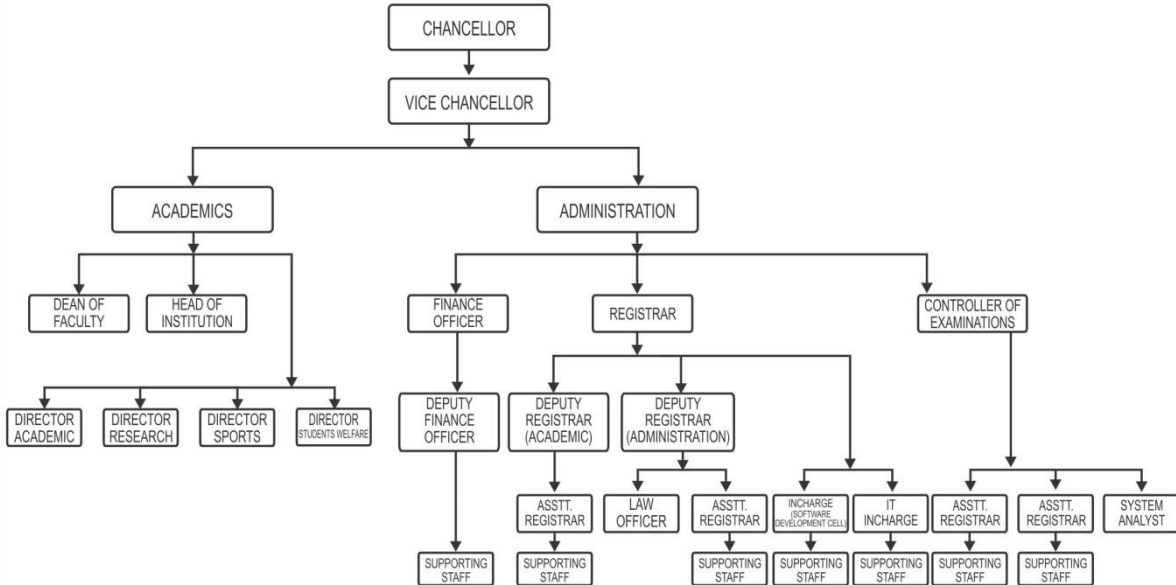 CHANCELLOR
VICE CHANCELLOR
ACADEMICS
ADMINISTRATION
DEAN OF
FACULTY
HEAD OF
INSTITUTION
FINANCE
OFFICER
REGISTRAR
CONTROLLER OF
EXAMINATIONS
DIRECTOR
ACADEMIC
DIRECTOR
RESEARCH
DIRECTOR
SPORTS
DIRECTOR
STUDENTS WELFARE
DEPUTY
FINANCE
OFFICER
DEPUTY
REGISTRAR
(ACADEMIC)
DEPUTY
REGISTRAR
(ADMINISTRATION)
ASSTT.
REGISTRAR
LAW
OFFICER
ASSTT.
REGISTRAR
INCHARGE
(SOFTWARE
DEVELOPMENT CELL)
IT
INCHARGE
ASSTT.
REGISTRAR
ASSTT.
REGISTRAR
SYSTEM
ANALYST
SUPPORTING
STAFF
SUPPORTING
STAFF
SUPPORTING
STAFF
SUPPORTING
STAFF
SUPPORTING
STAFF
SUPPORTING
STAFF
SUPPORTING
STAFF